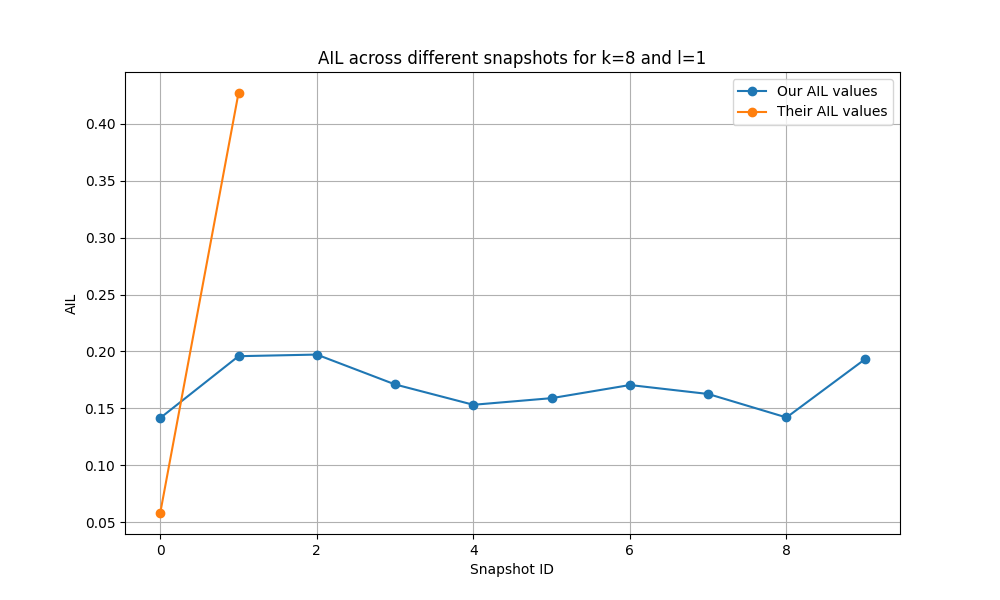 AIL across different snapshots for k=8 and l=1
Our AIL values
Their AIL values
0.40
0.35
0.30
0.25
0.20
0.15
0.10
0.05
AIL
0 2 4 6 8
Snapshot ID